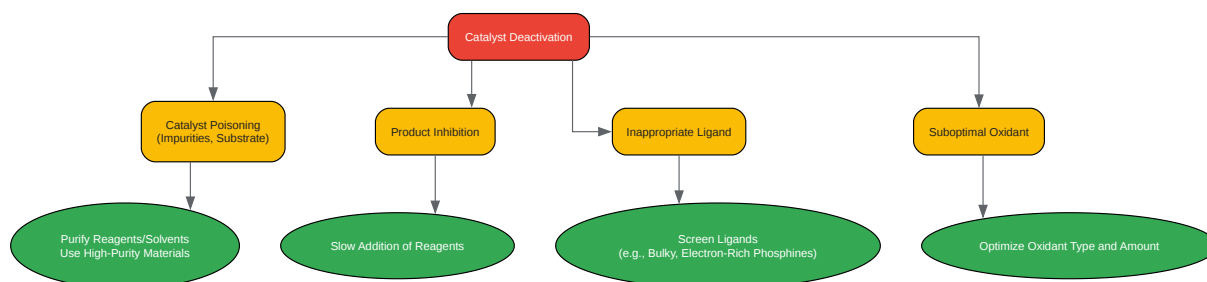 Catalyst Deactivation
Catalyst Poisoning
(Impurities, Substrate)
Product Inhibition
Inappropriate Ligand
Suboptimal Oxidant
Purify Reagents/Solvents
Use High-Purity Materials
Slow Addition of Reagents
Screen Ligands
(e.g., Bulky, Electron-Rich Phosphines)
Optimize Oxidant Type and Amount